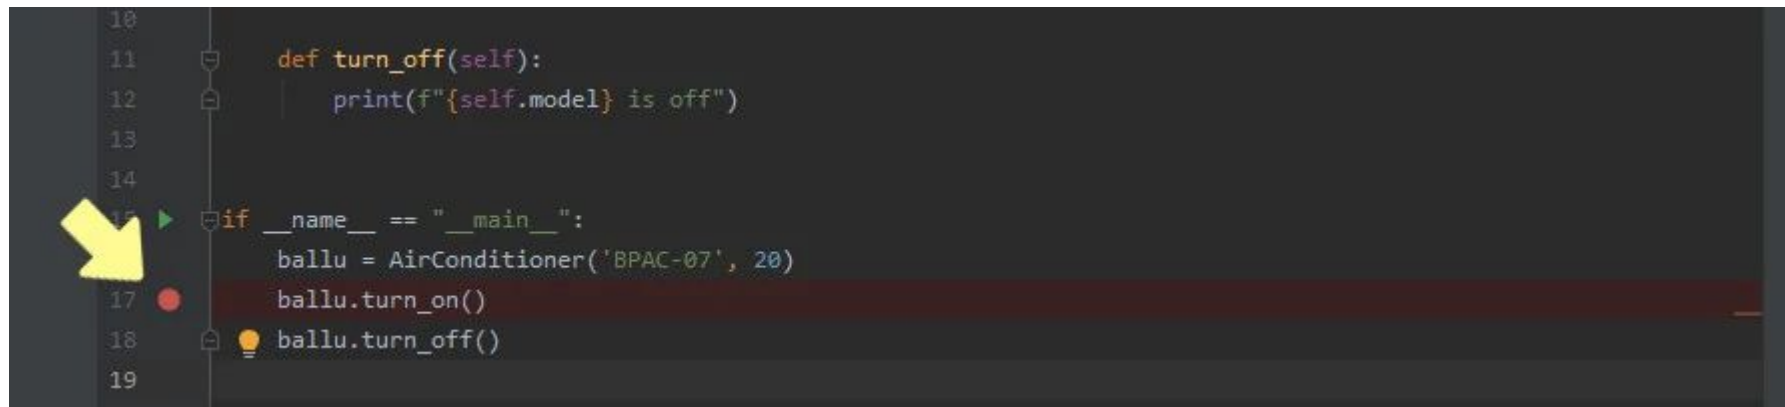 10
11 def turn_off(self):
12 print(f"{self.model} is off")
13
14
15 if __name__ == "__main__":
ballu = AirConditioner('BPAC-07', 20)
17 ballu.turn_on()
18 ballu.turn_off()
19